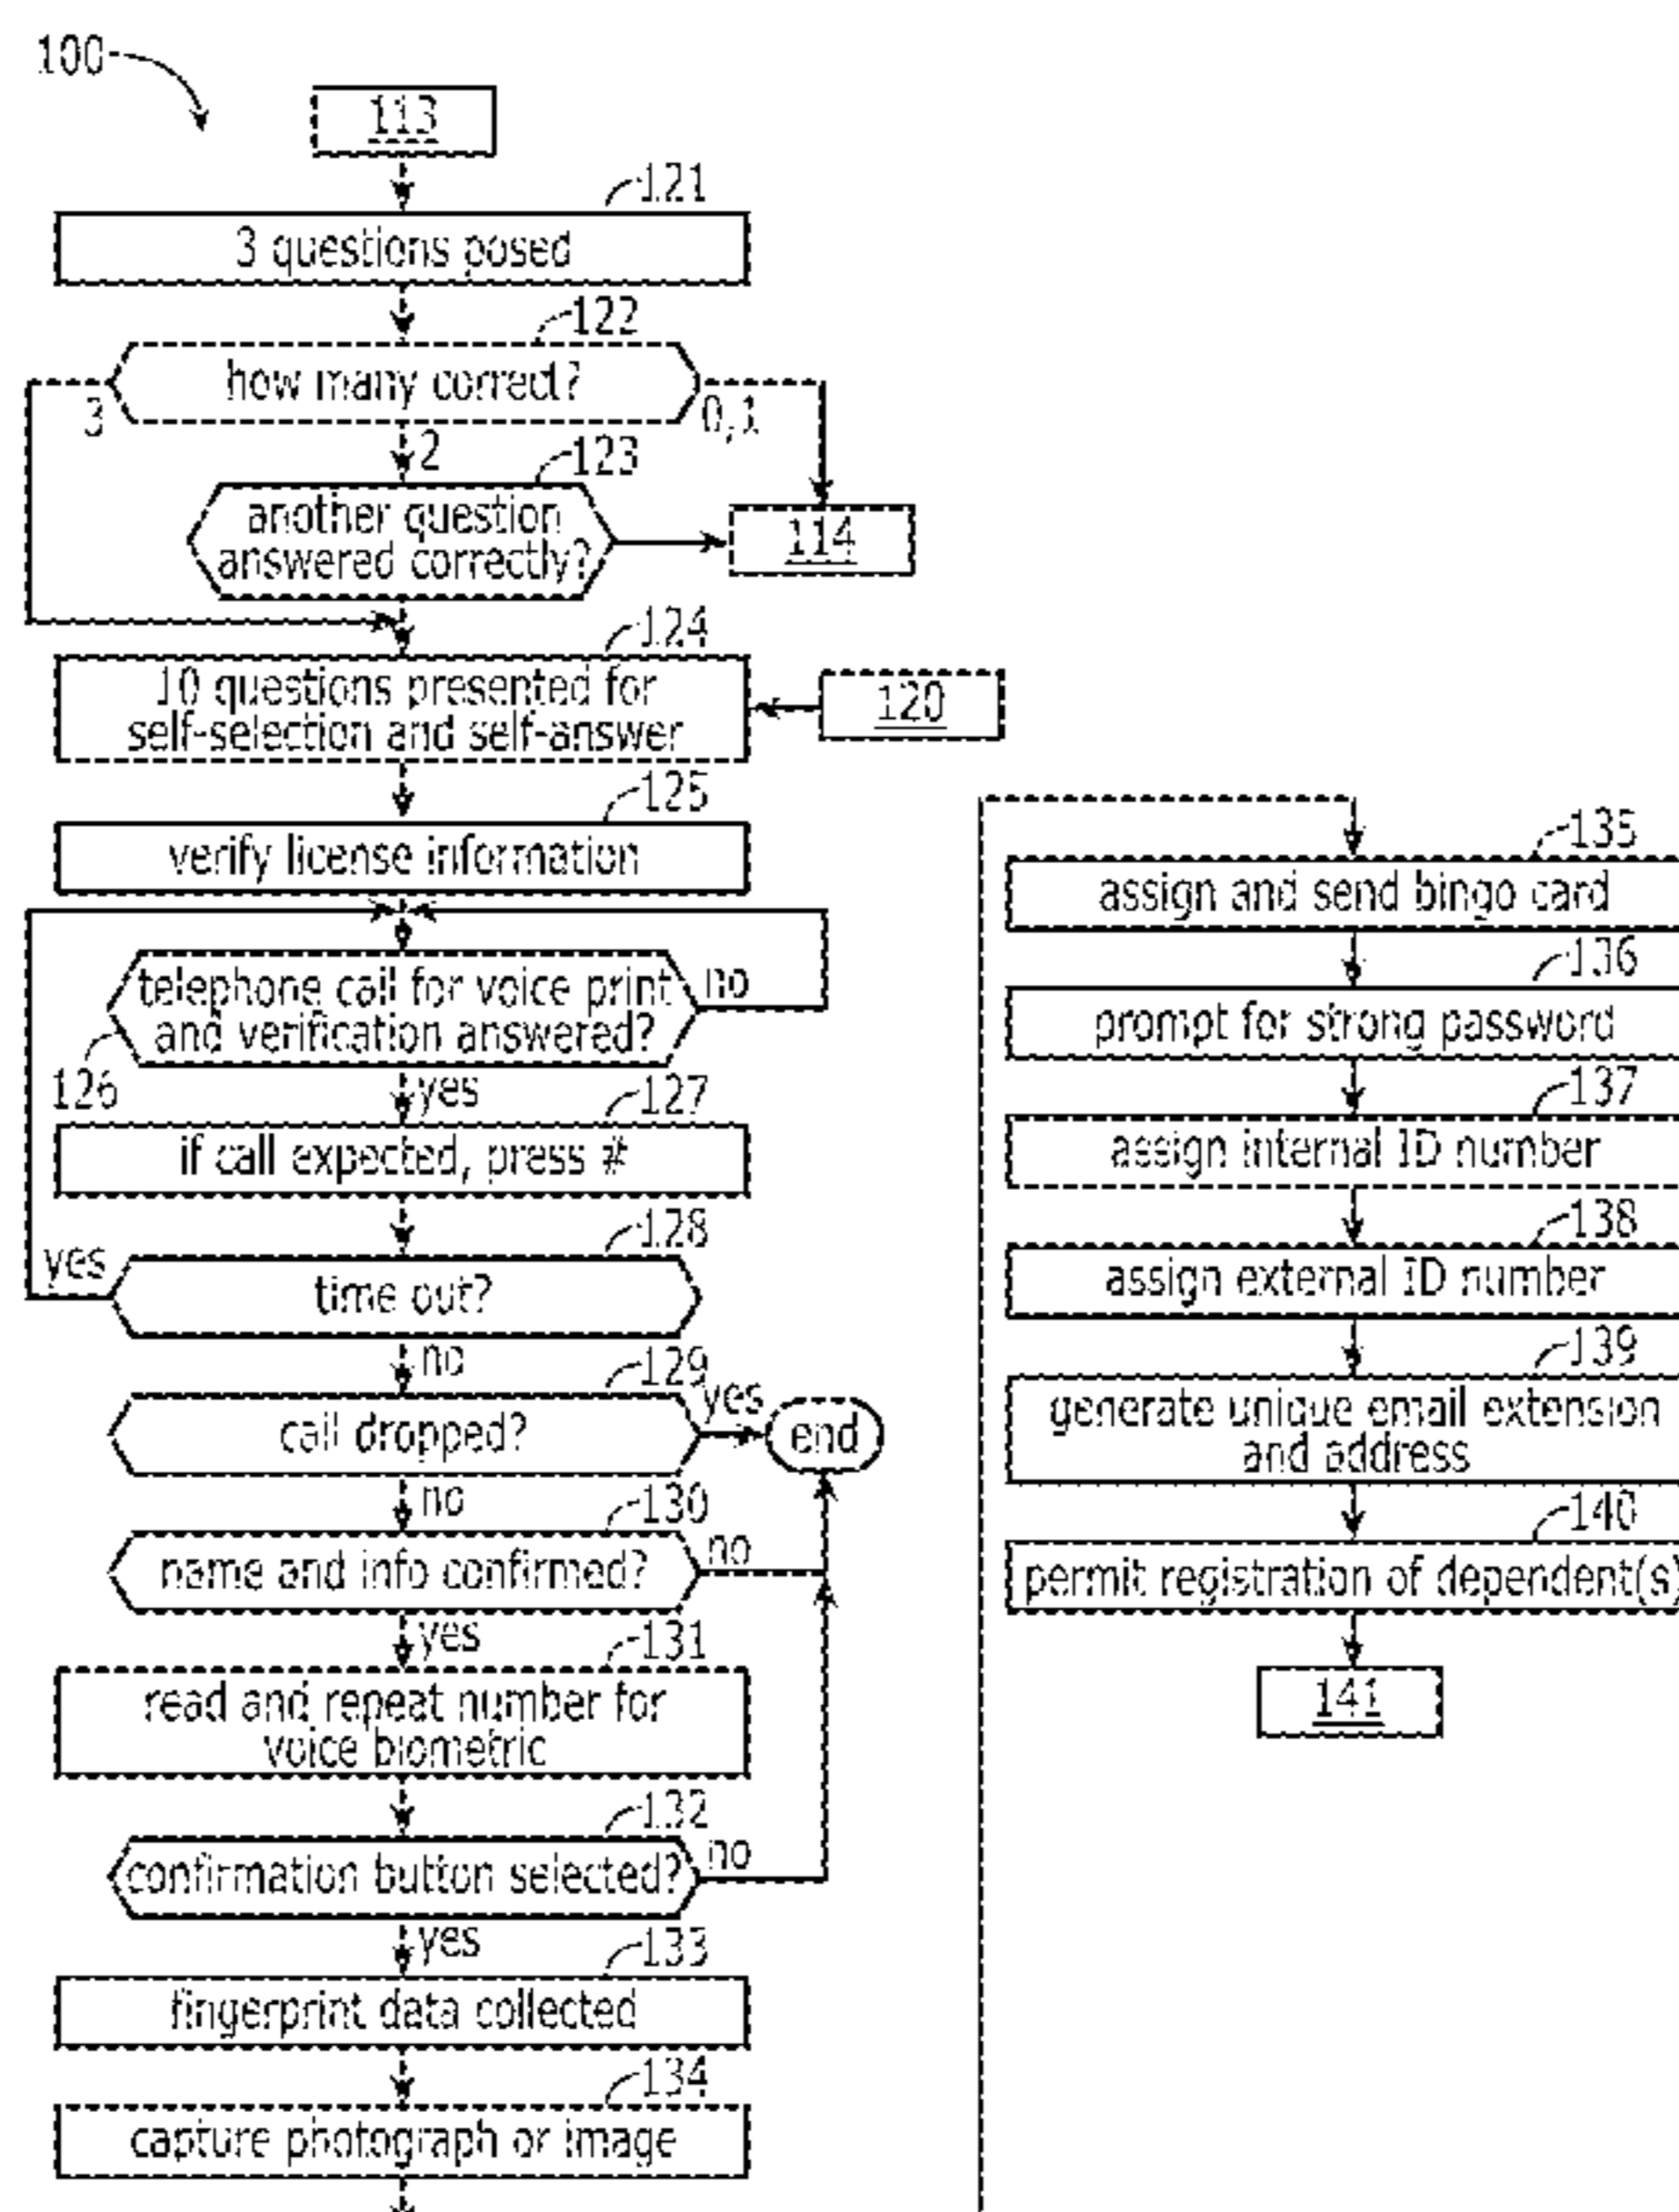 100
113
121
3 questions posed
122
how many correct?
3
0,1
2
123
another question
answered correctly?
114
124
10 questions presented for
self-selection and self-answer
120
125
verify license information
telephone call for voice print
and verification answered?
no
126
yes
127
if call expected, press #
128
yes
time out?
no
129
yes
call dropped?
end
no
130
name and info confirmed?
no
yes
131
read and repeat number for
voice biometric
132
confirmation button selected?
no
yes
133
fingerprint data collected
134
capture photograph or image
135
assign and send bingo card
136
prompt for strong password
137
assign internal ID number
138
assign external ID number
139
generate unique email extension
and address
140
permit registration of dependent(s)
141